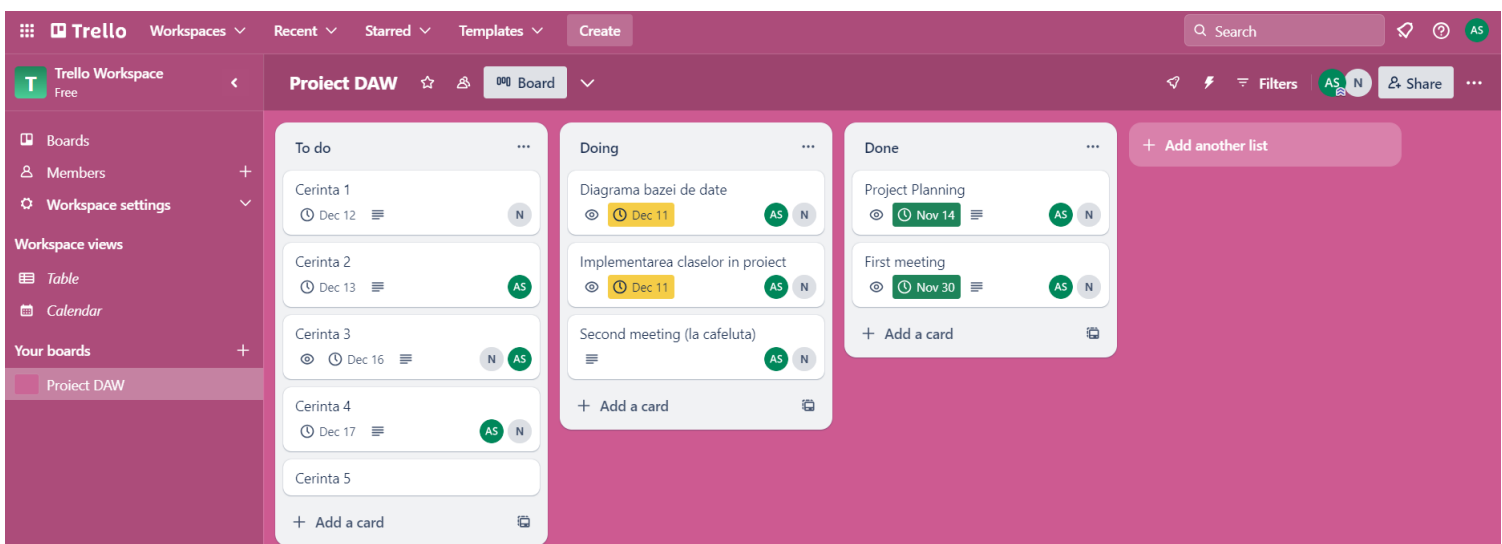 Trello
Workspaces
Recent
Starred
Templates
Create
Search
AS
T
Trello Workspace
Free
Proiect DAW
Board
Filters
AS
N
Share
Boards
Members
Workspace settings
Workspace views
Table
Calendar
Your boards
Proiect DAW
To do
Cerinta 1
Dec 12
N
Cerinta 2
Dec 13
AS
Cerinta 3
Dec 16
N
AS
Cerinta 4
Dec 17
AS
N
Cerinta 5
Add a card
Doing
Diagrama bazei de date
Dec 11
AS
N
Implementarea claselor in proiect
Dec 11
AS
N
Second meeting (la cafeluta)
AS
N
Add a card
Done
Project Planning
Nov 14
AS
N
First meeting
Nov 30
AS
N
Add a card
Add another list